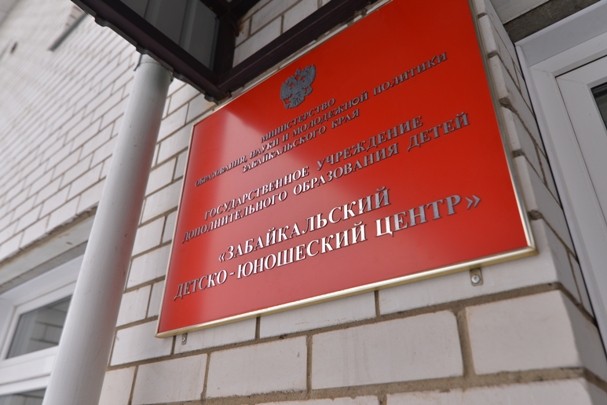 МИНИСТЕРСТВО
ОБРАЗОВАНИЯ, НАУКИ И МОЛОДЕЖНОЙ ПОЛИТИКИ
ЗАБАЙКАЛЬСКОГО КРАЯ
ГОСУДАРСТВЕННОЕ УЧРЕЖДЕНИЕ
ДОПОЛНИТЕЛЬНОГО ОБРАЗОВАНИЯ ДЕТЕЙ
«ЗАБАЙКАЛЬСКИЙ
ДЕТСКО-ЮНОШЕСКИЙ ЦЕНТР»